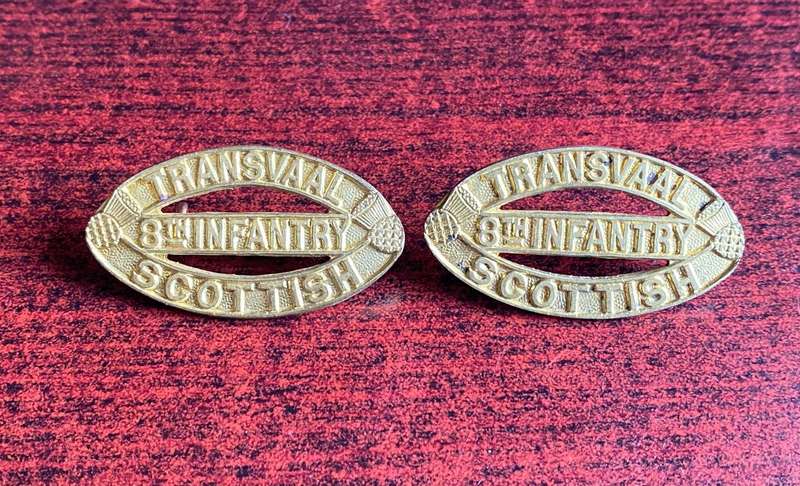 TRANSVAAL
8TH INFANTRY
SCOTTISH
TRANSVAAL
8TH INFANTRY
SCOTTISH